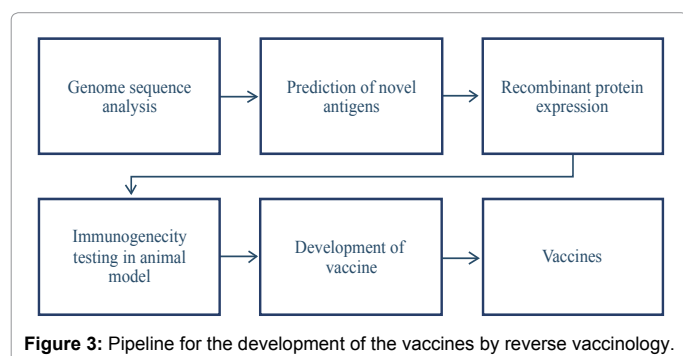 Genome sequence
analysis
Prediction of novel
antigens
Recombinant protein
expression
Immunogenecity
testing in animal
model
Development of
vaccine
Vaccines
Figure 3: Pipeline for the development of the vaccines by reverse vaccinology.